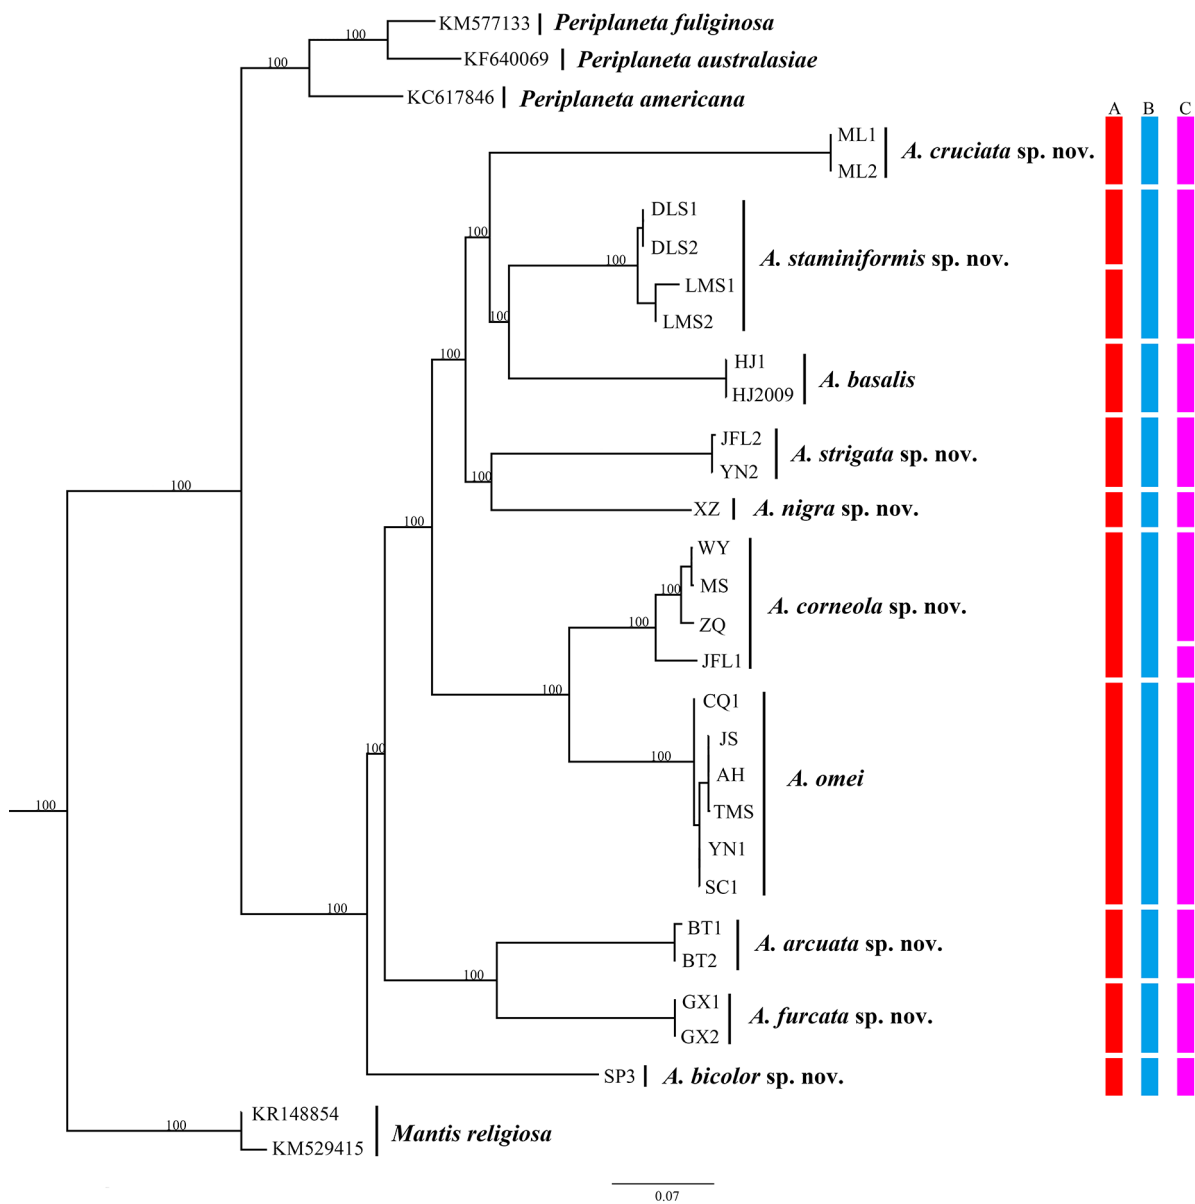 KM577133 Periplaneta fuliginosa
100
KF640069 Periplaneta australasiae
100
KC617846 Periplaneta americana
A B C
ML1
A. cruciata sp. nov.
ML2
DLS1
100
DLS2
A. staminiformis sp. nov.
100
LMS1
100
LMS2
100
HJ1
A. basalis
HJ2009
JFL2
A. strigata sp. nov.
YN2
100
100
XZ A. nigra sp. nov.
100
WY
MS
100
A. corneola sp. nov.
100
ZQ
JFL1
100
CQ1
JS
100
100
AH
A. omei
100
TMS
YN1
SC1
100
BT1
A. arcuata sp. nov.
BT2
100
GX1
A. furcata sp. nov.
GX2
SP3 A. bicolor sp. nov.
KR148854
100
Mantis religiosa
KM529415
0.07